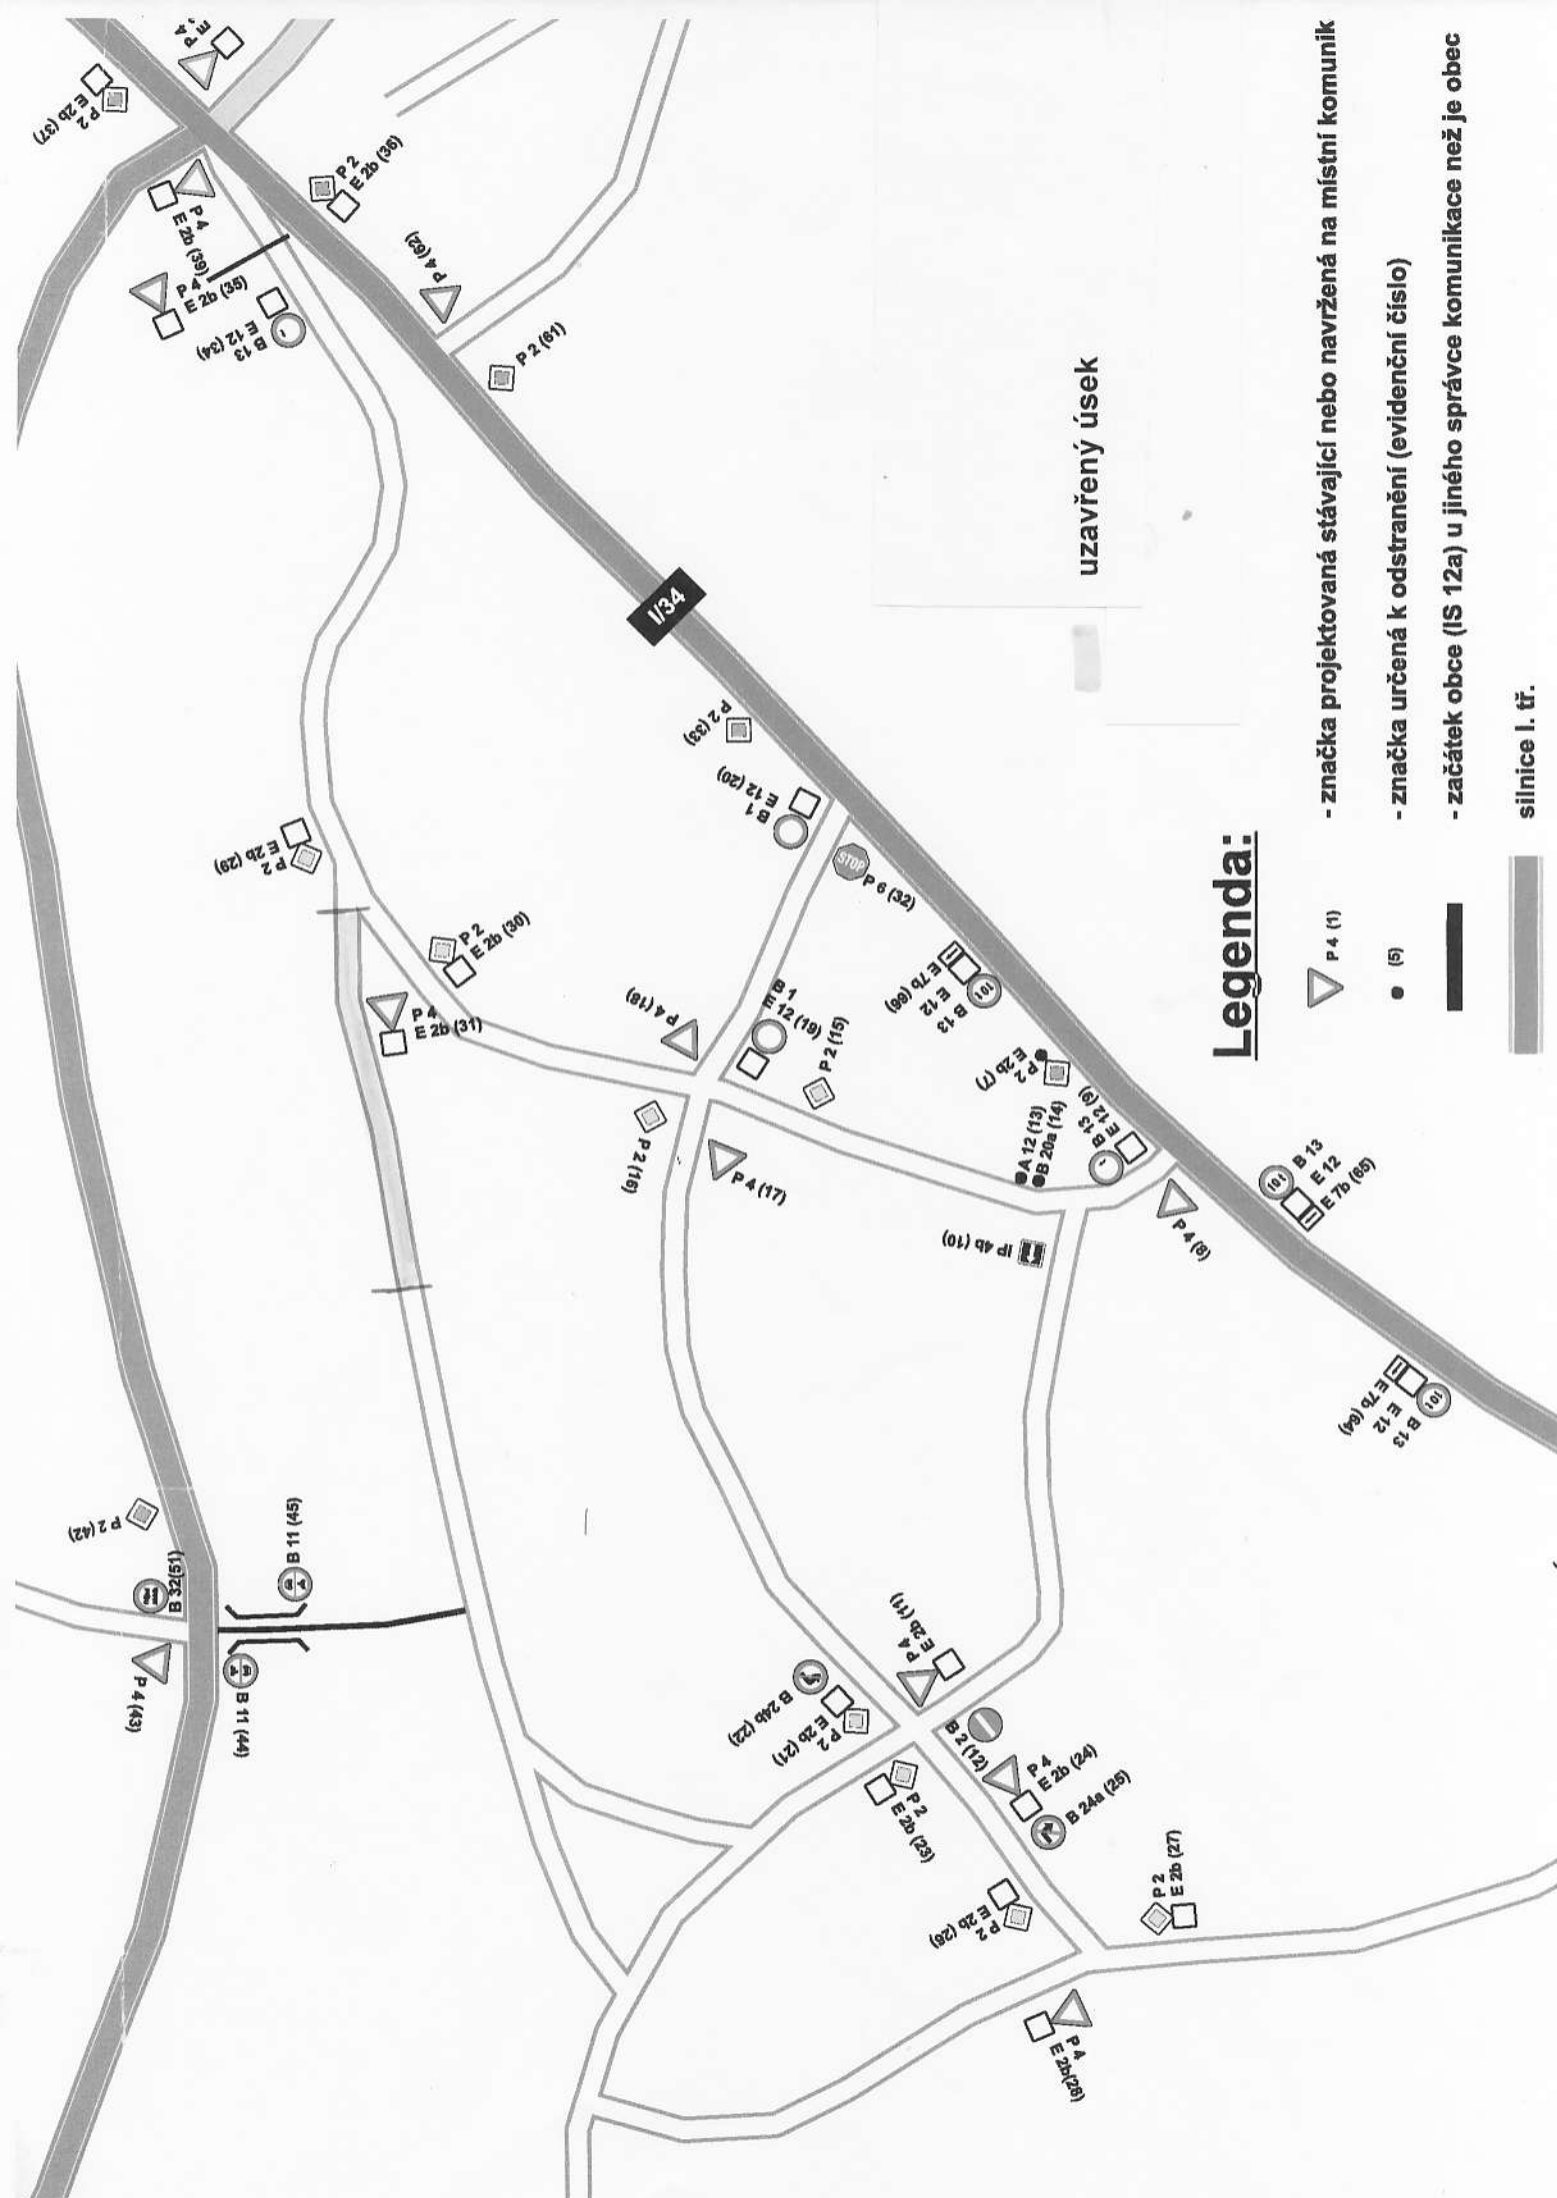 P 4
P 2
E 2b (37)
P 4
E 2b (39)
P 2
E 2b (36)
P 4
E 2b (35)
B 13
E 12 (34)
P 4 (62)
P 2 (61)
I/34
P 2 (33)
B 1
E 12 (20)
P 6 (32)
STOP
P 2
E 2b (29)
P 2
E 2b (30)
P 4
E 2b (31)
P 4 (18)
B 1
E 12 (19)
P 2 (15)
P 2 (16)
P 4 (17)
B 13
E 12
E 7b (66)
10t
P 2
E 2b (7)
A 12 (13)
B 20a (14)
B 13
E 12 (9)
IP 4b (10)
P 4 (8)
10t
B 13
E 12
E 7b (65)
B 13
E 12
E 7b (64)
10t
P 2 (42)
B 32(51)
B 11 (45)
P 4 (43)
B 11 (44)
P 4
E 2b (11)
B 24b (22)
P 2
E 2b (21)
B 2 (12)
P 4
E 2b (24)
B 24a (25)
P 2
E 2b (23)
P 2
E 2b (26)
P 2
E 2b (27)
P 4
E 2b(28)
uzavřený úsek
Legenda:
P 4 (1) - značka projektovaná stávající nebo navržená na místní komunik
(5) - značka určená k odstranění (evidenční číslo)
- začátek obce (IS 12a) u jiného správce komunikace než je obec
silnice I. tř.